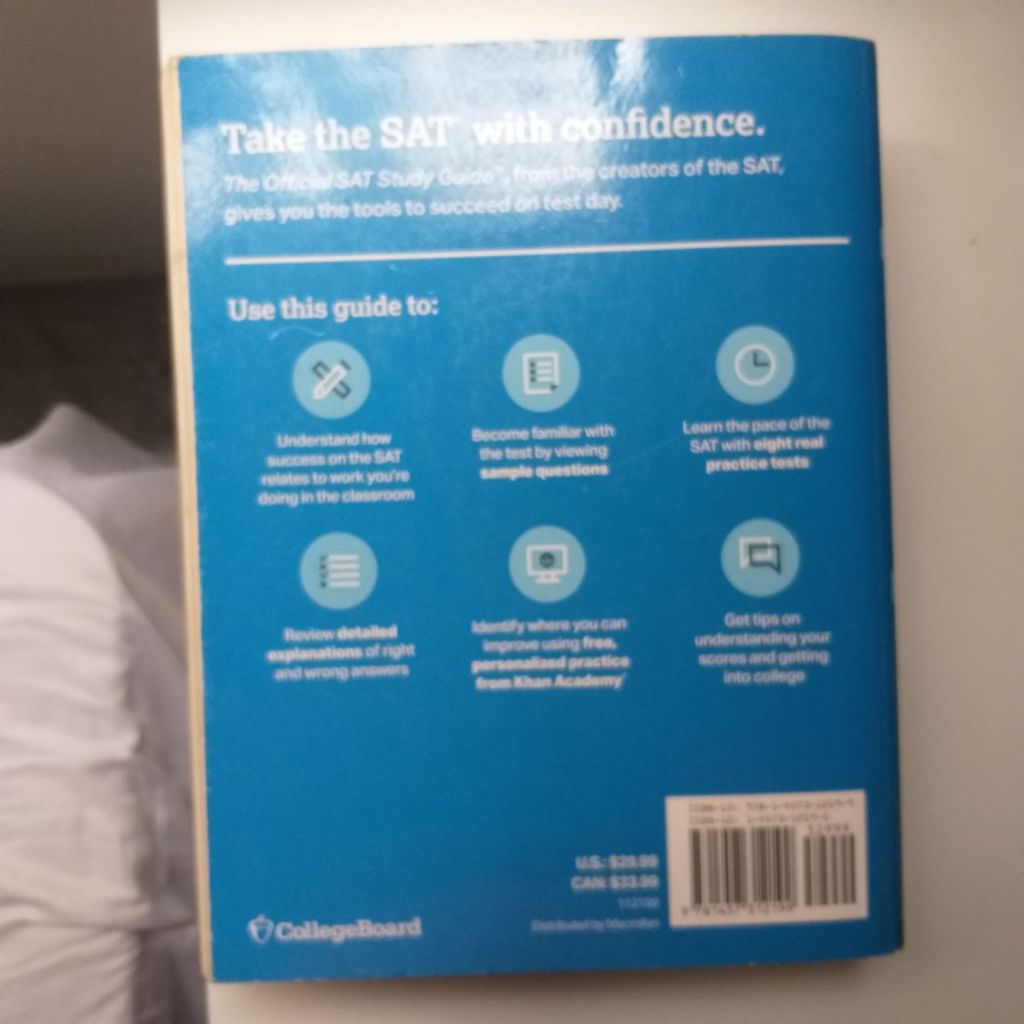 Take the SAT® with confidence.
The Official SAT Study Guide™, from the creators of the SAT,
gives you the tools to succeed on test day.
Use this guide to:
Understand how
success on the SAT
relates to work you're
doing in the classroom
Become familiar with
the test by viewing
sample questions
Learn the pace of the
SAT with eight real
practice tests
Review detailed
explanations of right
and wrong answers
Identify where you can
improve using free,
personalized practice
from Khan Academy®
Get tips on
understanding your
scores and getting
into college
U.S.: $29.99
CAN: $33.99
Distributed by Macmillan
CollegeBoard